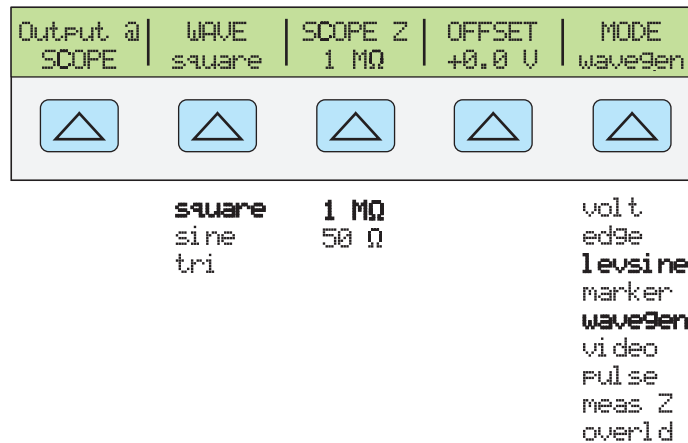 Output @ SCOPE
WAVE square
SCOPE Z 1 MΩ
OFFSET +0.0 V
MODE wavegen
square
sine
tri
1 MΩ
50 Ω
volt
edge
levsine
marker
wavegen
video
pulse
meas Z
overld